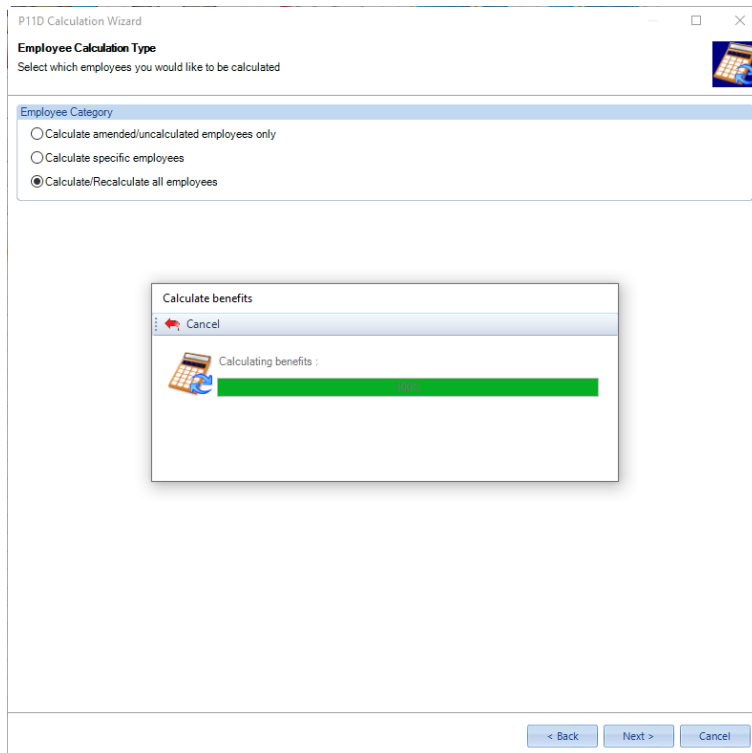 P11D Calculation Wizard
Employee Calculation Type
Select which employees you would like to be calculated
Employee Category
Calculate amended/uncalculated employees only
Calculate specific employees
Calculate/Recalculate all employees
Calculate benefits
Cancel
Calculating benefits :
100%
< Back Next > Cancel